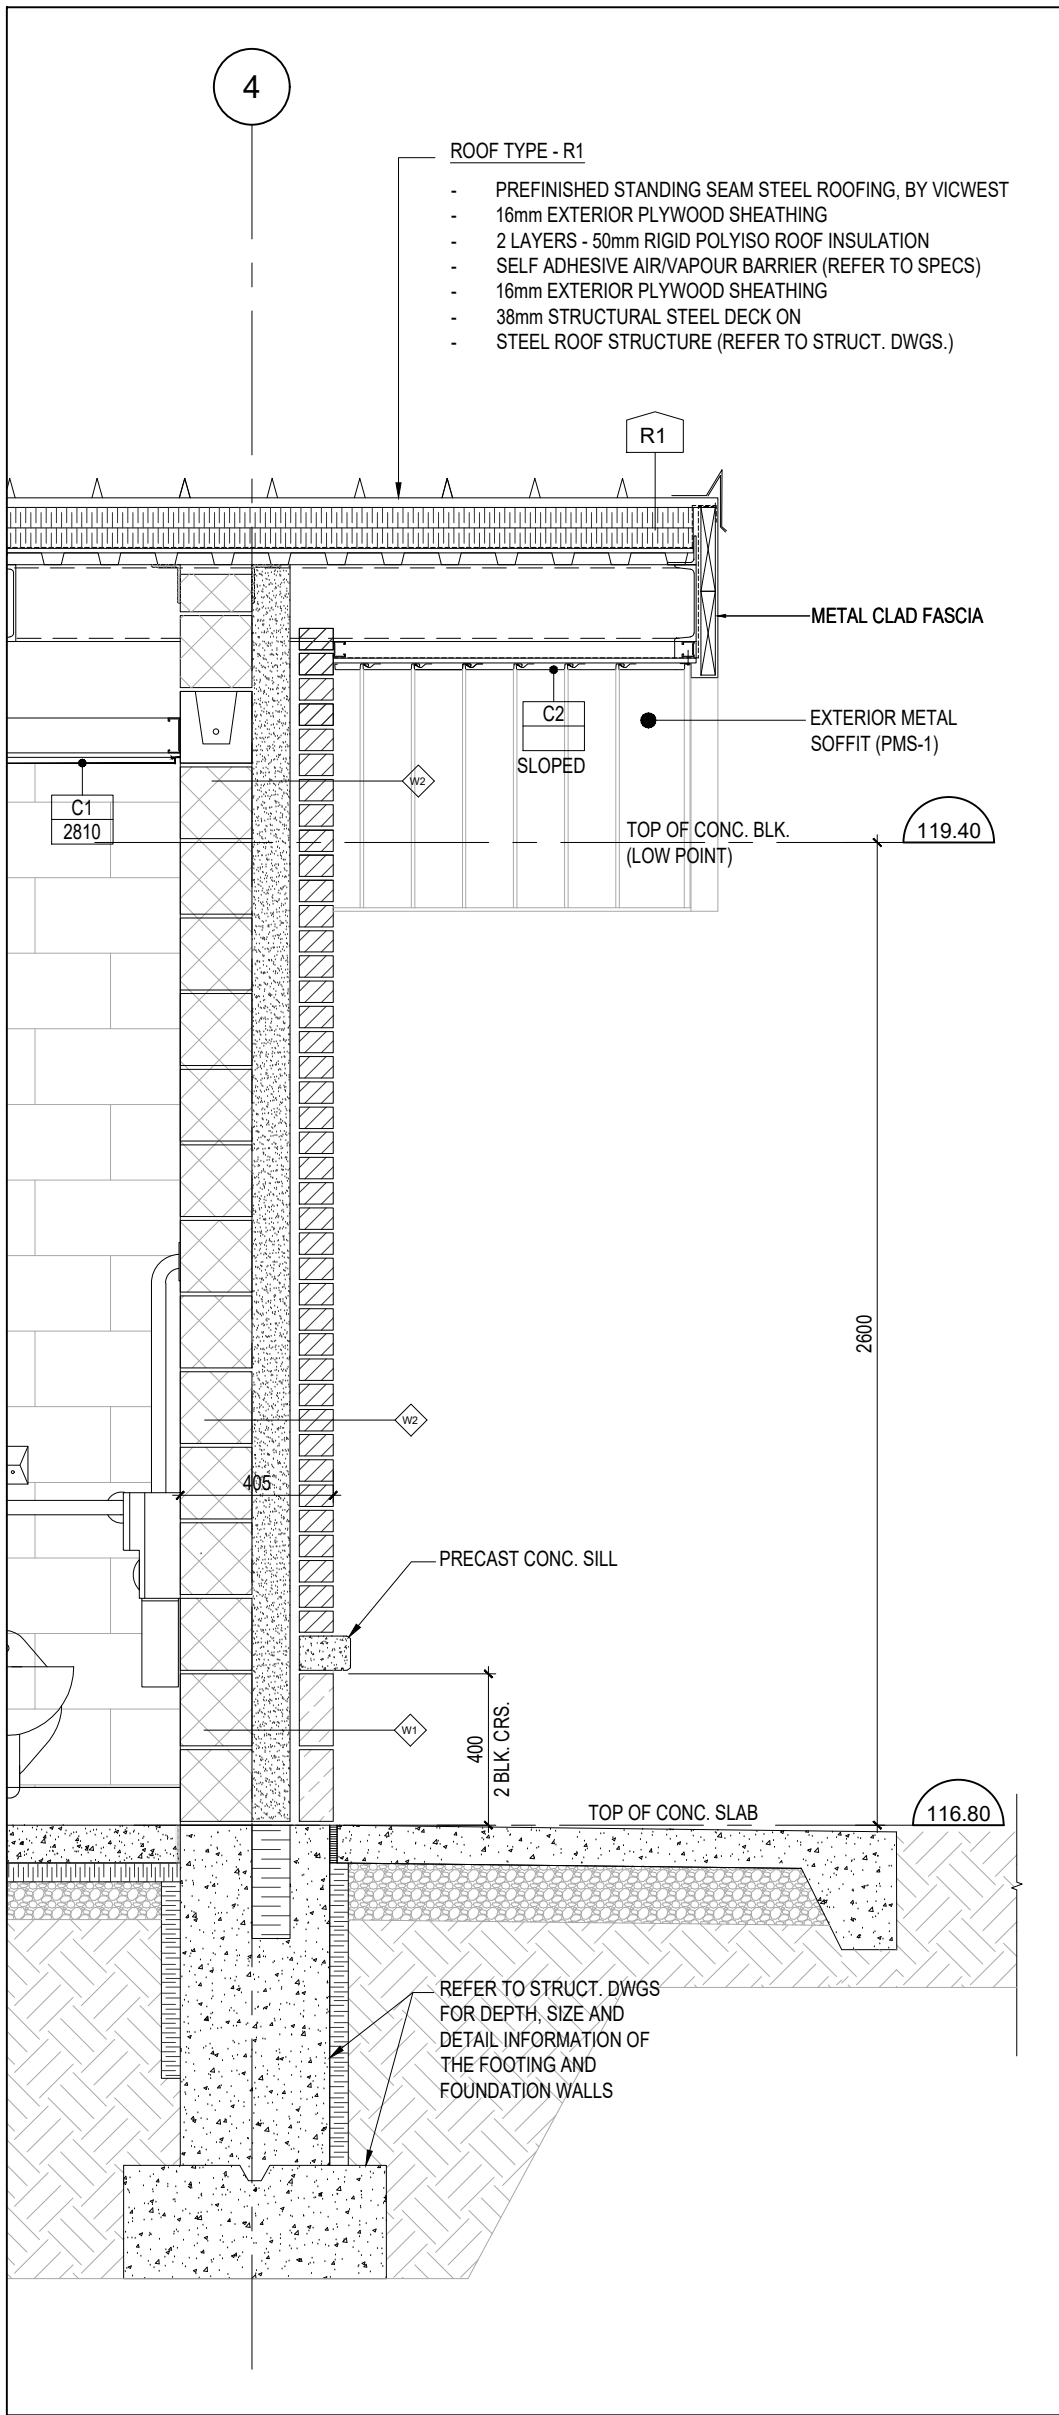 4
ROOF TYPE - R1
- PREFINISHED STANDING SEAM STEEL ROOFING, BY VICWEST
- 16mm EXTERIOR PLYWOOD SHEATHING
- 2 LAYERS - 50mm RIGID POLYISO ROOF INSULATION
- SELF ADHESIVE AIR/VAPOUR BARRIER (REFER TO SPECS)
- 16mm EXTERIOR PLYWOOD SHEATHING
- 38mm STRUCTURAL STEEL DECK ON
- STEEL ROOF STRUCTURE (REFER TO STRUCT. DWGS.)
R1
METAL CLAD FASCIA
C2
SLOPED
EXTERIOR METAL
SOFFIT (PMS-1)
W2
C1
2810
TOP OF CONC. BLK.
(LOW POINT)
119.40
2600
W2
405
PRECAST CONC. SILL
W1
400
2 BLK. CRS.
TOP OF CONC. SLAB
116.80
REFER TO STRUCT. DWGS
FOR DEPTH, SIZE AND
DETAIL INFORMATION OF
THE FOOTING AND
FOUNDATION WALLS